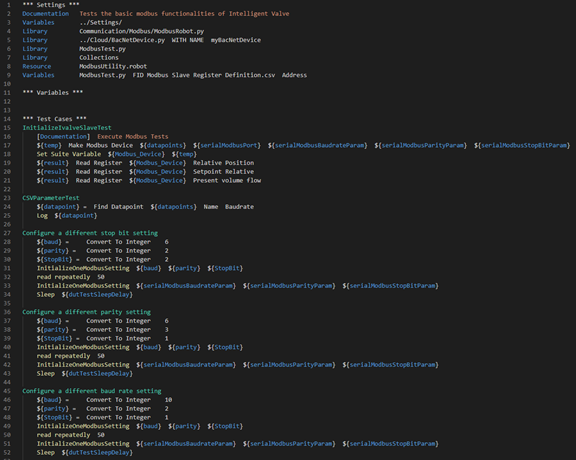 1 *** Settings ***
2 Documentation Tests the basic modbus functionalities of Intelligent Valve
3 Variables ../Settings/
4 Library Communication/Modbus/ModbusRobot.py
5 Library ../Cloud/BacNetDevice.py WITH NAME myBacNetDevice
6 Library ModbusTest.py
7 Library Collections
8 Resource ModbusUtility.robot
9 Variables ModbusTest.py FID Modbus Slave Register Definition.csv Address
10
11 *** Variables ***
12
13
14 *** Test Cases ***
15 InitializeIvalveSlaveTest
16 [Documentation] Execute Modbus Tests
17 ${temp} Make Modbus Device ${datapoints} ${serialModbusPort} ${serialModbusBaudrateParam} ${serialModbusParityParam} ${serialModbusStopBitParam}
18 Set Suite Variable ${Modbus_Device} ${temp}
19 ${result} Read Register ${Modbus_Device} Relative Position
20 ${result} Read Register ${Modbus_Device} Setpoint Relative
21 ${result} Read Register ${Modbus_Device} Present volume flow
22
23 CSVParameterTest
24 ${datapoint} = Find Datapoint ${datapoints} Name Baudrate
25 Log ${datapoint}
26
27 Configure a different stop bit setting
28 ${baud} = Convert To Integer 6
29 ${parity} = Convert To Integer 2
30 ${StopBit} = Convert To Integer 2
31 InitializeOneModbusSetting ${baud} ${parity} ${StopBit}
32 read repeatedly 50
33 InitializeOneModbusSetting ${serialModbusBaudrateParam} ${serialModbusParityParam} ${serialModbusStopBitParam}
34 Sleep ${dutTestSleepDelay}
35
36 Configure a different parity setting
37 ${baud} = Convert To Integer 6
38 ${parity} = Convert To Integer 3
39 ${StopBit} = Convert To Integer 1
40 InitializeOneModbusSetting ${baud} ${parity} ${StopBit}
41 read repeatedly 50
42 InitializeOneModbusSetting ${serialModbusBaudrateParam} ${serialModbusParityParam} ${serialModbusStopBitParam}
43 Sleep ${dutTestSleepDelay}
44
45 Configure a different baud rate setting
46 ${baud} = Convert To Integer 10
47 ${parity} = Convert To Integer 2
48 ${StopBit} = Convert To Integer 1
49 InitializeOneModbusSetting ${baud} ${parity} ${StopBit}
50 read repeatedly 50
51 InitializeOneModbusSetting ${serialModbusBaudrateParam} ${serialModbusParityParam} ${serialModbusStopBitParam}
52 Sleep ${dutTestSleepDelay}